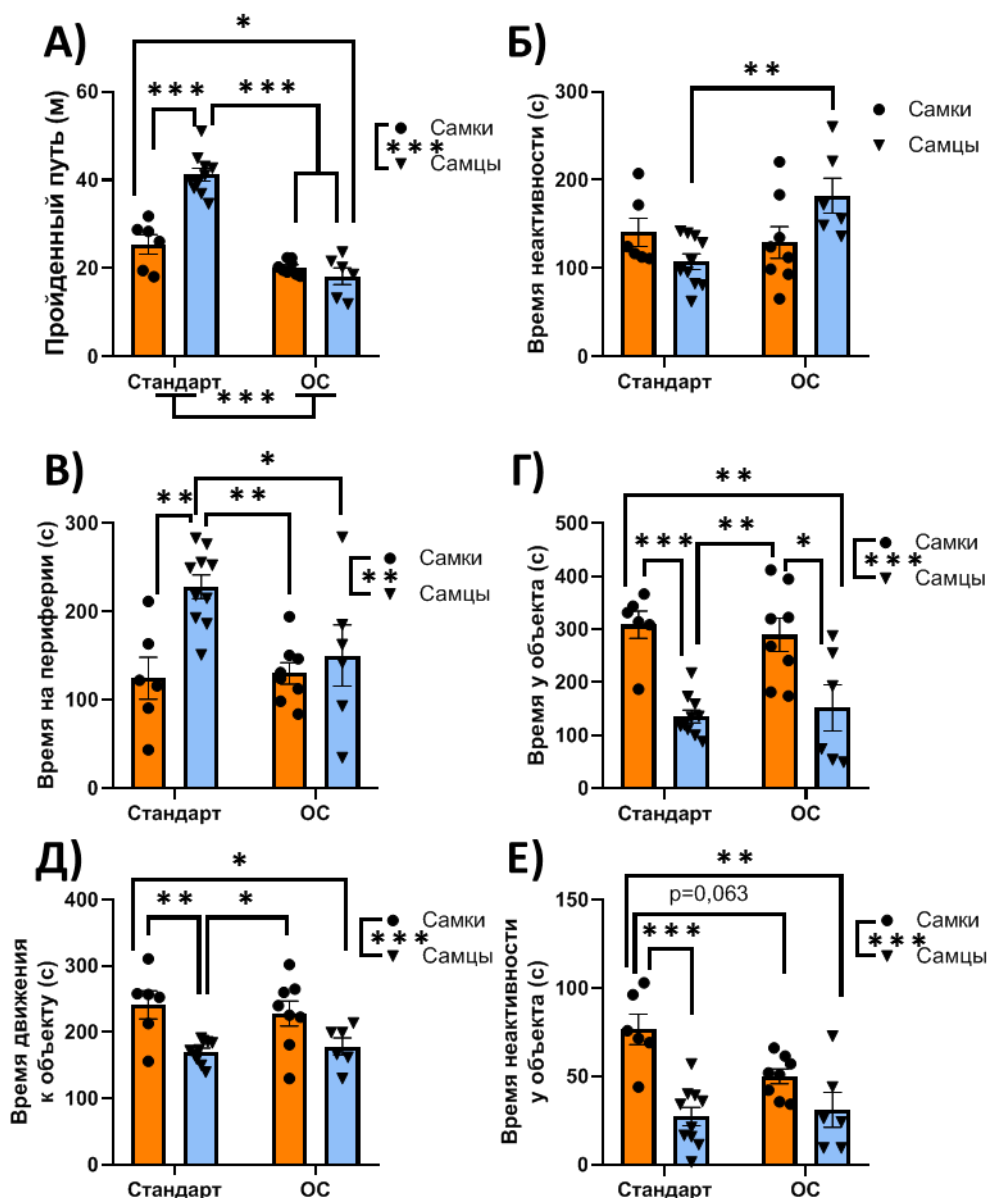 А)
*
*** ***
Пройденный путь (м)
60
40
20
0
Самки
***
Самцы
Стандарт ОС
***
Б)
**
Время неактивности (с)
300
200
100
0
Самки
Самцы
Стандарт ОС
В)
*
** **
Время на периферии (с)
300
200
100
0
Самки
**
Самцы
Стандарт ОС
Г)
**
*** ** *
Время у объекта (с)
500
400
300
200
100
0
Самки
***
Самцы
Стандарт ОС
Д)
*
** *
Время движения
к объекту (с)
400
300
200
100
0
Самки
***
Самцы
Стандарт ОС
Е)
**
p=0,063
***
Время неактивности
у объекта (с)
150
100
50
0
Самки
***
Самцы
Стандарт ОС